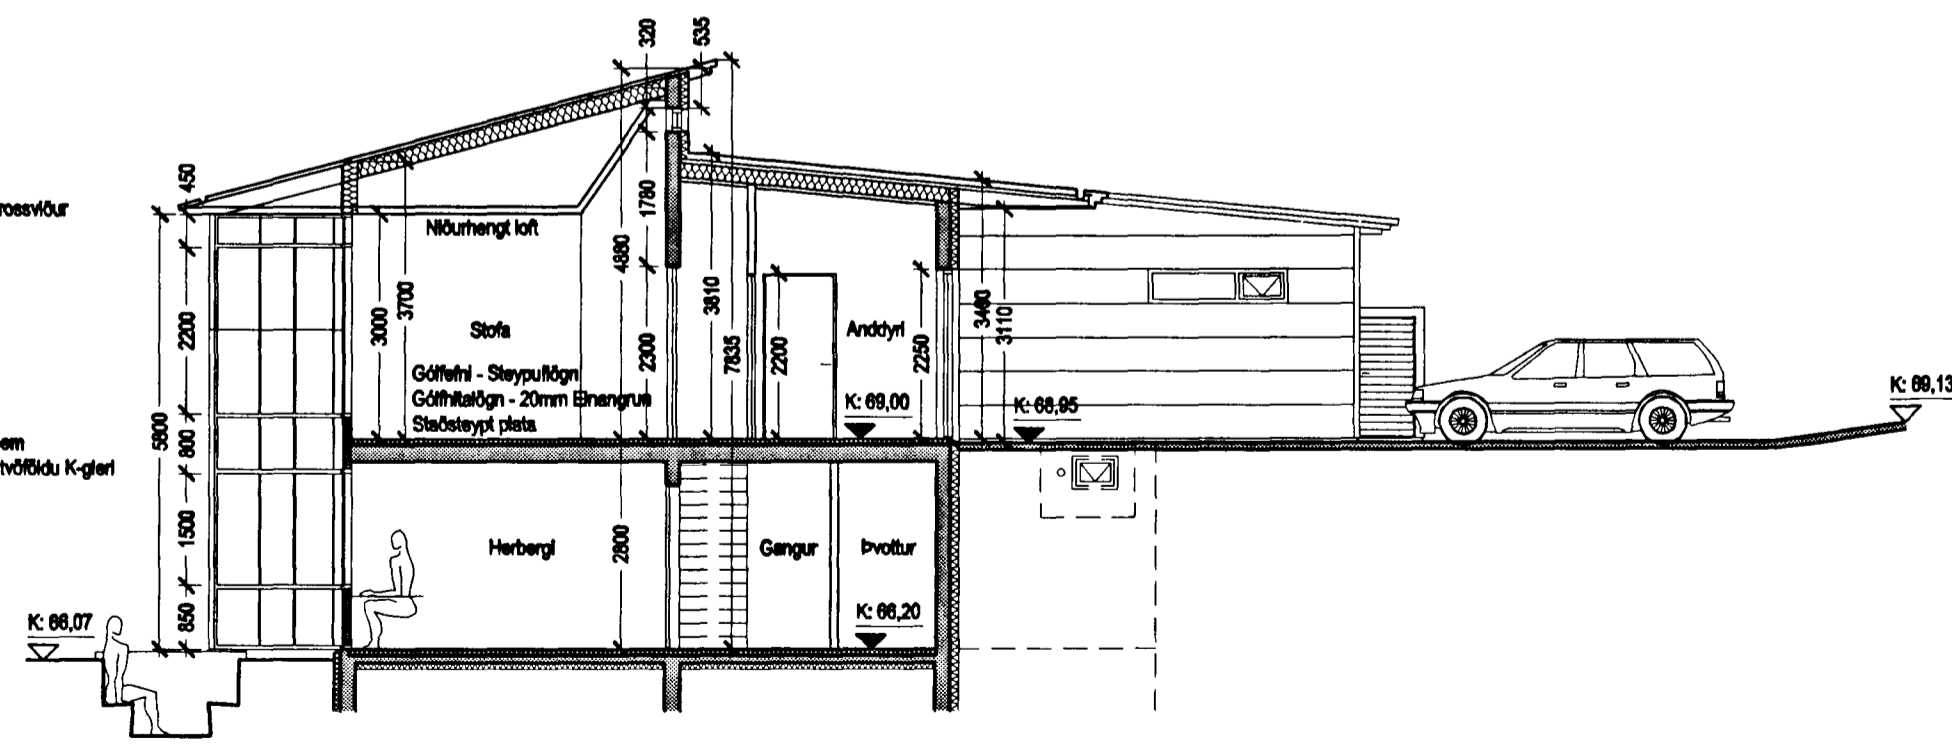 320
535
450
rossviður
Niðurhengt loft
1780
4880
3810
3000
3700
Stofa
2200
2300
7835
2200
Anddyri
2250
3460
3110
Gólfefni - Steypuflögn
Gólfhitalögn - 20mm Einangrun
Staðsteypt plata
K: 69,00
K: 68,95
K: 69,13
5800
800
em
tvöföldu K-gleri
1500
Herbergi
2800
Gangur
Þvottur
850
K: 66,07
K: 66,20